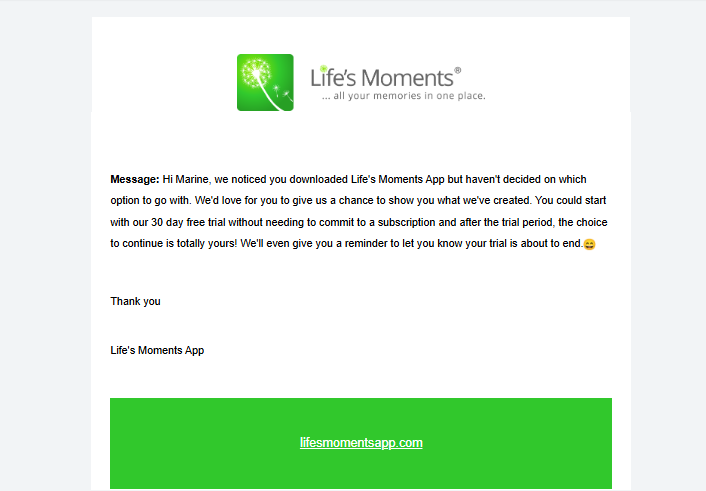 Life's Moments®
... all your memories in one place.
Message: Hi Marine, we noticed you downloaded Life's Moments App but haven't decided on which
option to go with. We'd love for you to give us a chance to show you what we've created. You could start
with our 30 day free trial without needing to commit to a subscription and after the trial period, the choice
to continue is totally yours! We'll even give you a reminder to let you know your trial is about to end.😄
Thank you
Life's Moments App
lifesmomentsapp.com